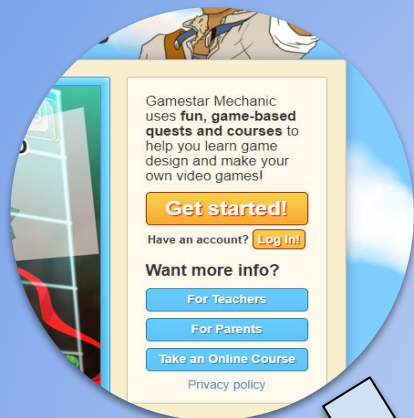 Gamestar Mechanic
uses fun, game-based
quests and courses to
help you learn game
design and make your
own video games!
Get started!
Have an account? Log In!
Want more info?
For Teachers
For Parents
Take an Online Course
Privacy policy